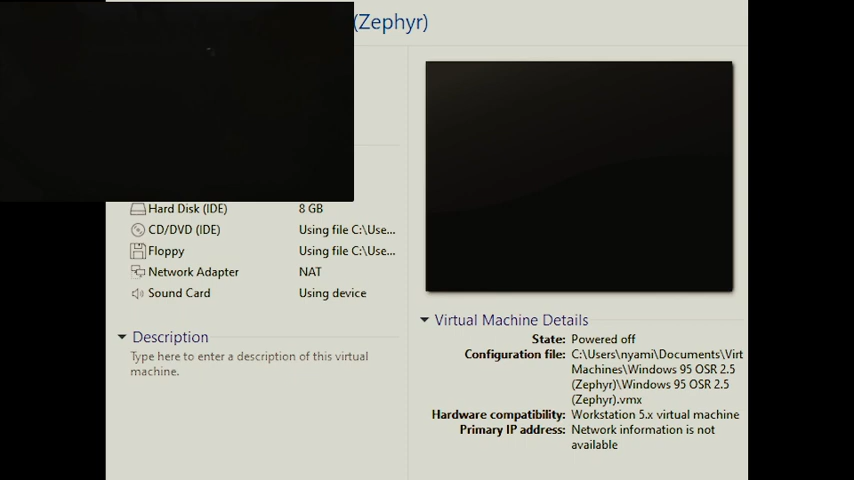 (Zephyr)
Hard Disk (IDE) 8 GB
CD/DVD (IDE) Using file C:\Use...
Floppy Using file C:\Use...
Network Adapter NAT
Sound Card Using device
Description
Type here to enter a description of this virtual
machine.
Virtual Machine Details
State: Powered off
Configuration file: C:\Users\nyami\Documents\Virt
Machines\Windows 95 OSR 2.5
(Zephyr)\Windows 95 OSR 2.5
(Zephyr).vmx
Hardware compatibility: Workstation 5.x virtual machine
Primary IP address: Network information is not
available